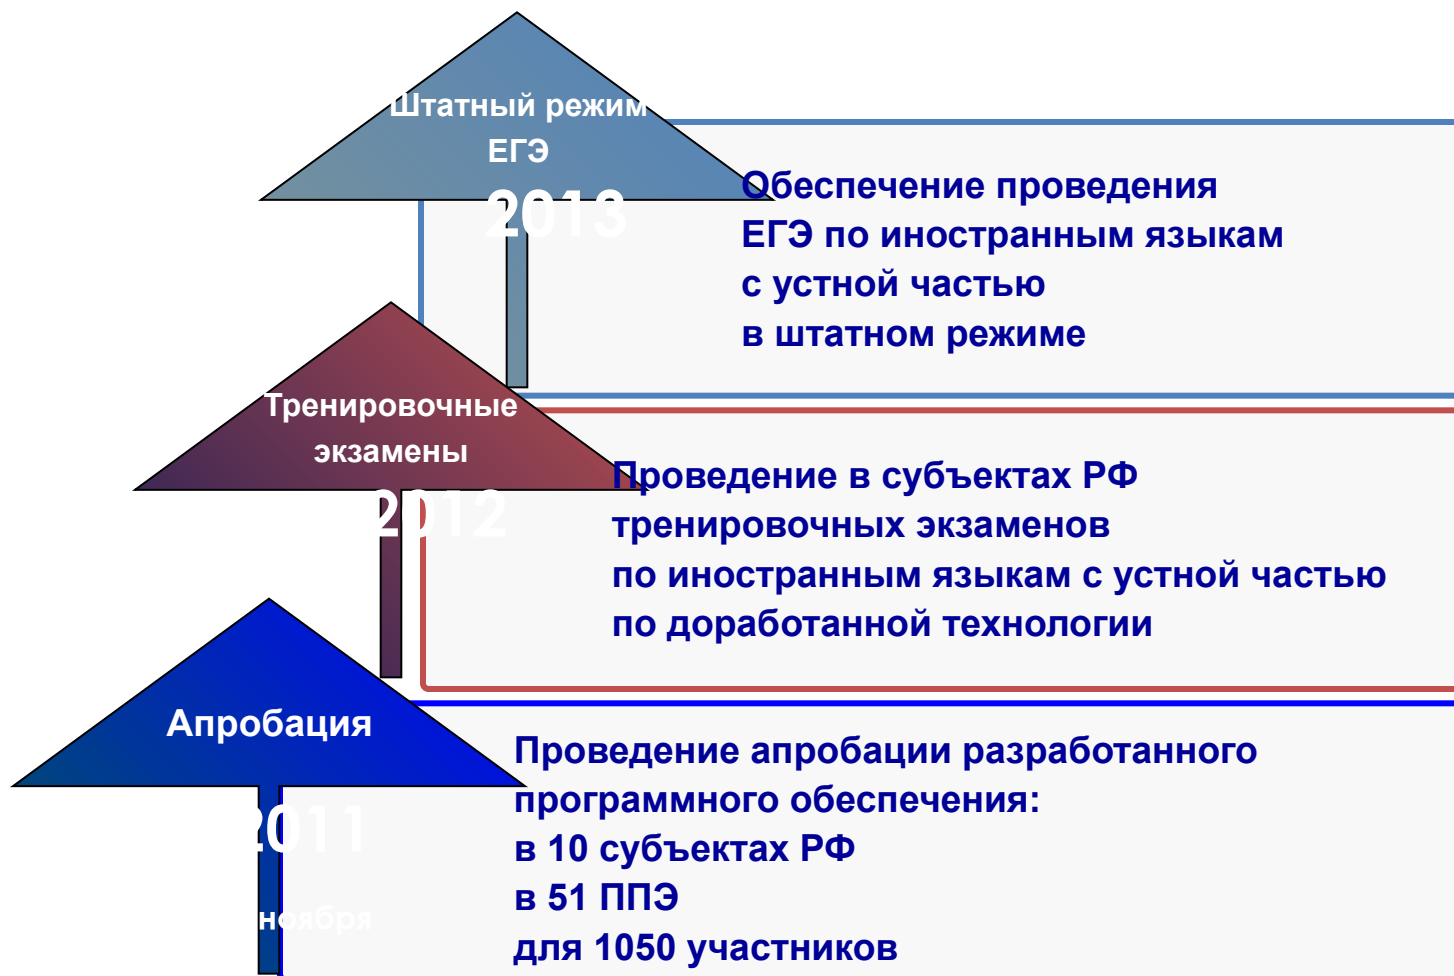 Штатный режим
ЕГЭ
2013
Обеспечение проведения
ЕГЭ по иностранным языкам
с устной частью
в штатном режиме
Тренировочные
экзамены
2012
Проведение в субъектах РФ
тренировочных экзаменов
по иностранным языкам с устной частью
по доработанной технологии
Апробация
2011
ноября
Проведение апробации разработанного
программного обеспечения:
в 10 субъектах РФ
в 51 ППЭ
для 1050 участников